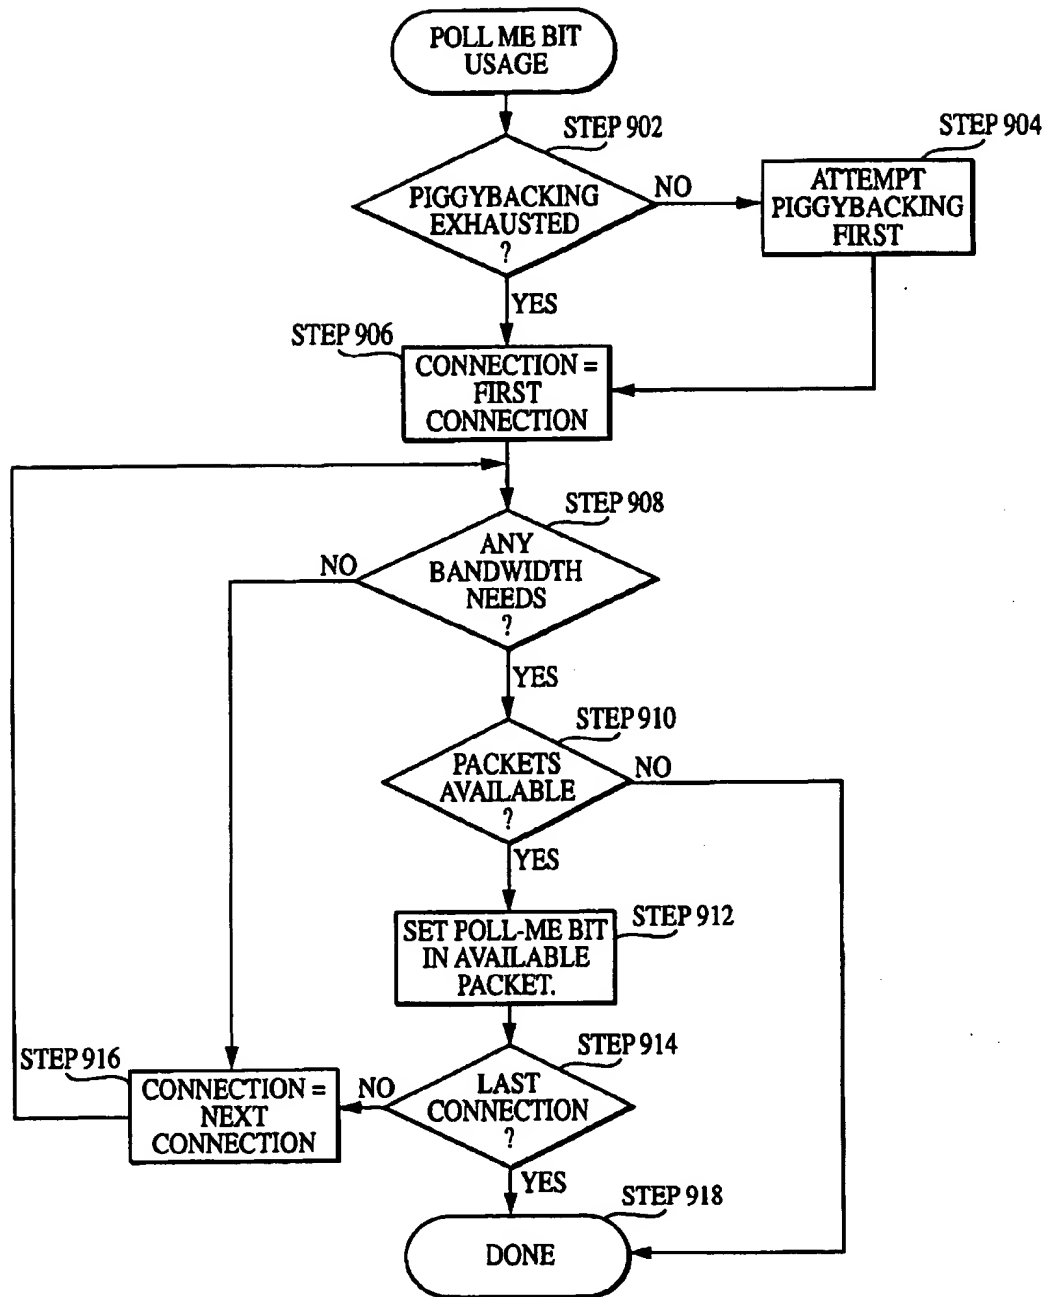 POLL ME BIT
USAGE
STEP 902
STEP 904
PIGGYBACKING
EXHAUSTED
?
NO
ATTEMPT
PIGGYBACKING
FIRST
YES
STEP 906
CONNECTION =
FIRST
CONNECTION
STEP 908
ANY
BANDWIDTH
NEEDS
?
NO
YES
STEP 910
PACKETS
AVAILABLE
?
NO
YES
STEP 912
SET POLL-ME BIT
IN AVAILABLE
PACKET.
STEP 914
LAST
CONNECTION
?
NO
STEP 916
CONNECTION =
NEXT
CONNECTION
YES
STEP 918
DONE